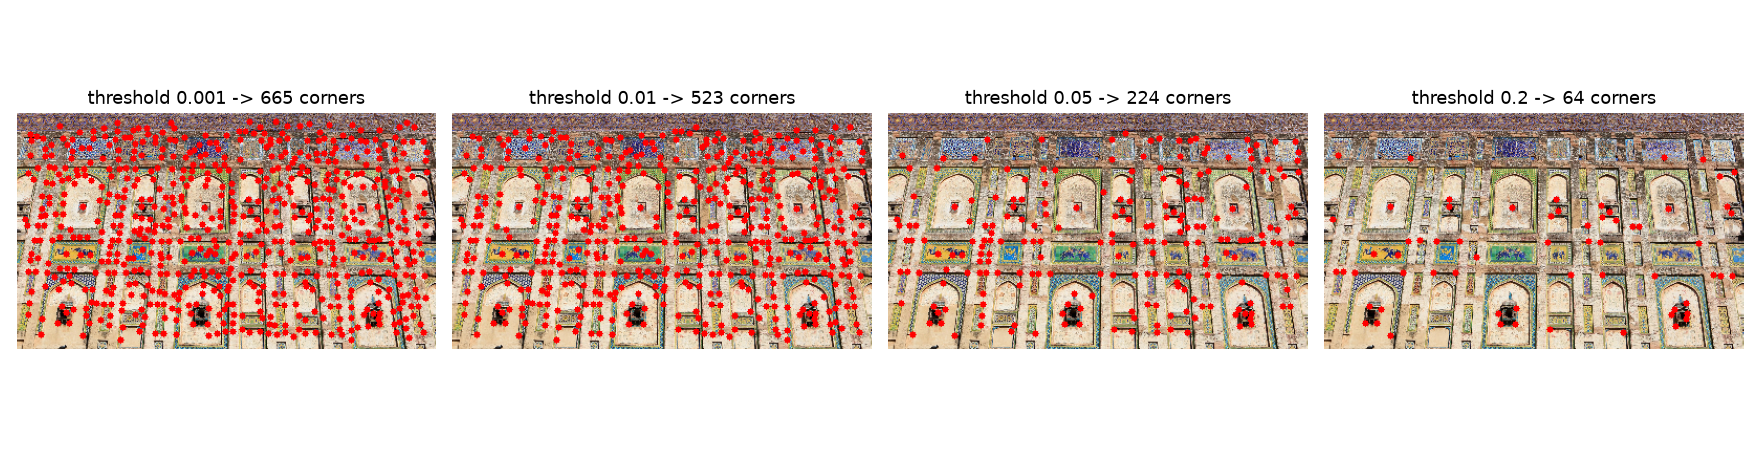 threshold 0.001 -> 665 corners
threshold 0.01 -> 523 corners
threshold 0.05 -> 224 corners
threshold 0.2 -> 64 corners